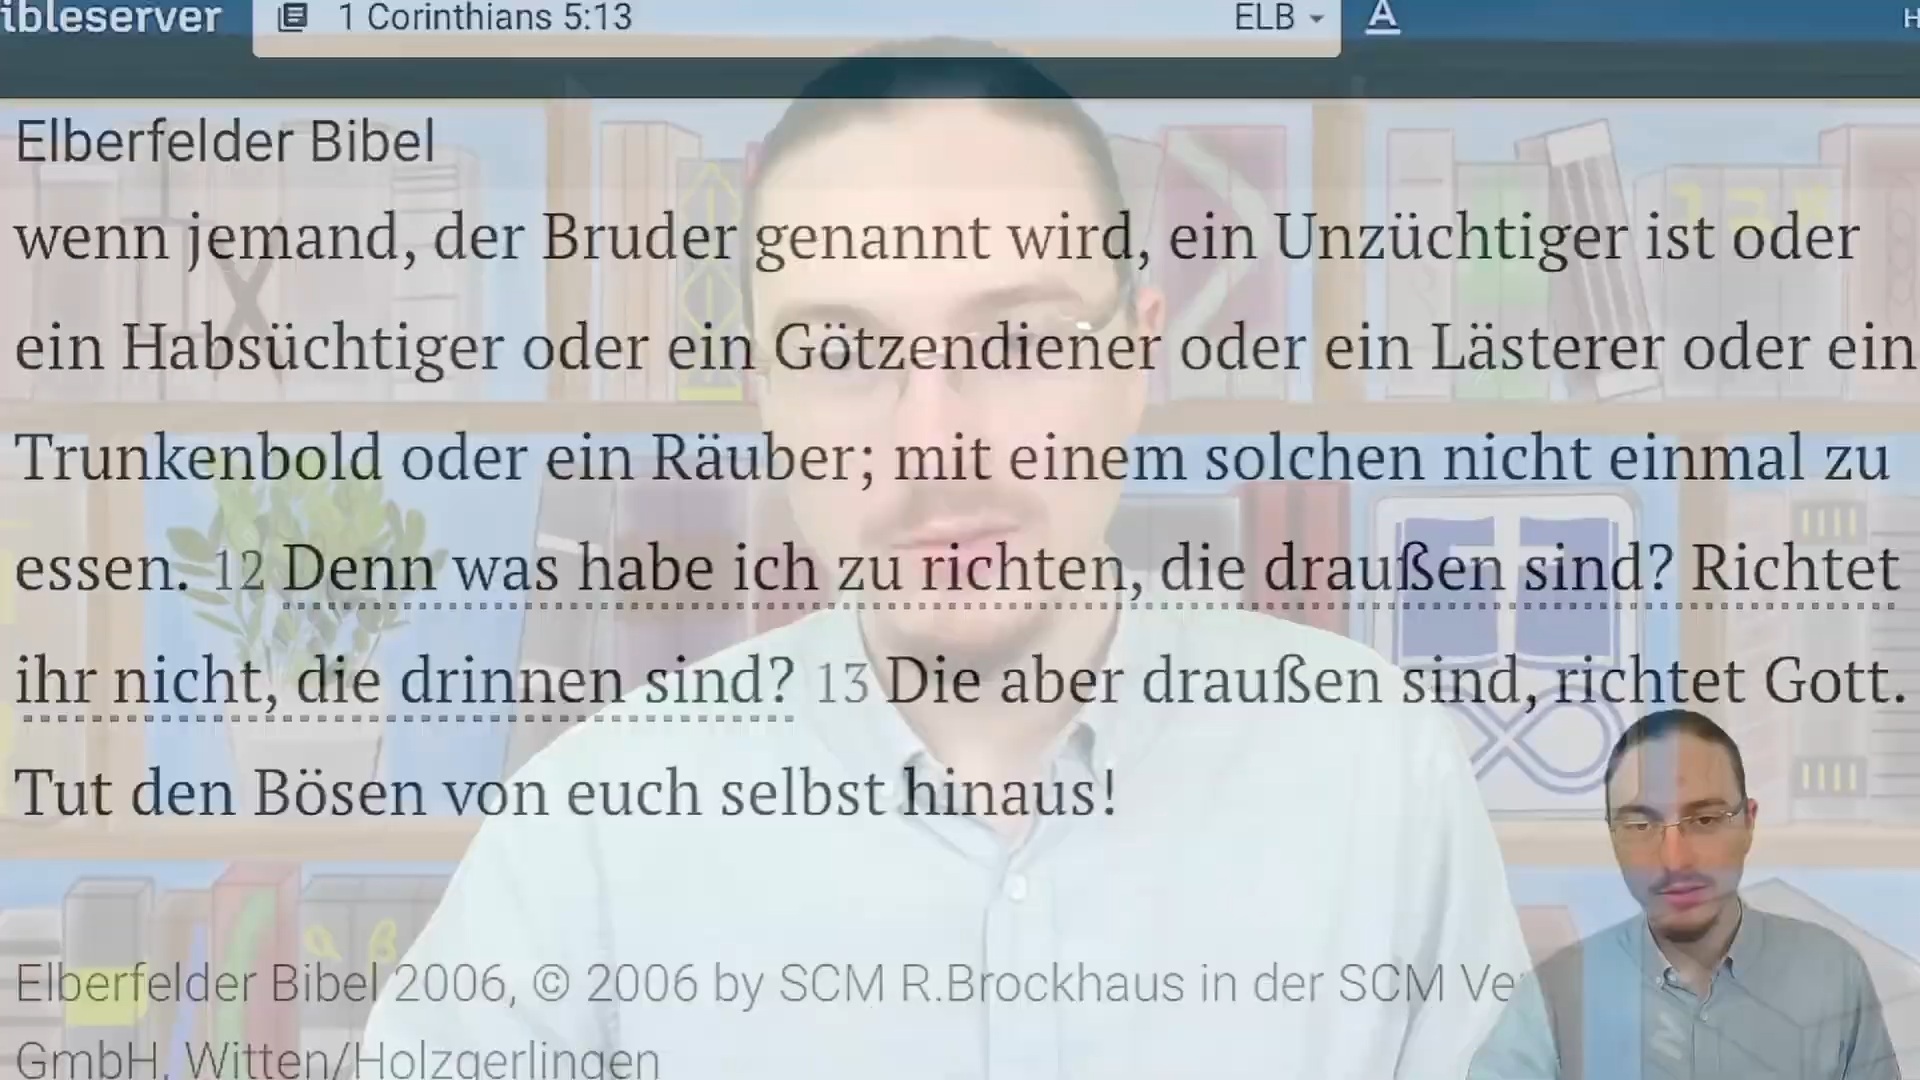 ibleserver 1 Corinthians 5:13 ELB A H
Elberfelder Bibel
wenn jemand, der Bruder genannt wird, ein Unzüchtiger ist oder
ein Habsüchtiger oder ein Götzendiener oder ein Lästerer oder ein
Trunkenbold oder ein Räuber; mit einem solchen nicht einmal zu
essen. 12 Denn was habe ich zu richten, die draußen sind? Richtet
ihr nicht, die drinnen sind? 13 Die aber draußen sind, richtet Gott.
Tut den Bösen von euch selbst hinaus!
α β
Elberfelder Bibel 2006, © 2006 by SCM R.Brockhaus in der SCM Ve
GmbH, Witten/Holzgerlingen